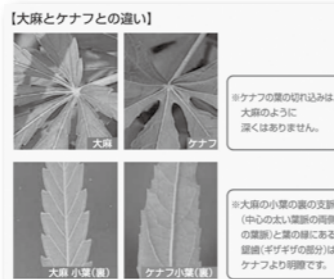 【大麻とケナフとの違い】
大麻
ケナフ
※ケナフの葉の切れ込みは
大麻のように
深くはありません。
大麻 小葉(裏)
ケナフ小葉(裏)
※大麻の小葉の裏の支脈
(中心の太い葉脈の両側
の葉脈)と葉の縁にある
鋸歯(ギザギザの部分)は
ケナフより明瞭です。